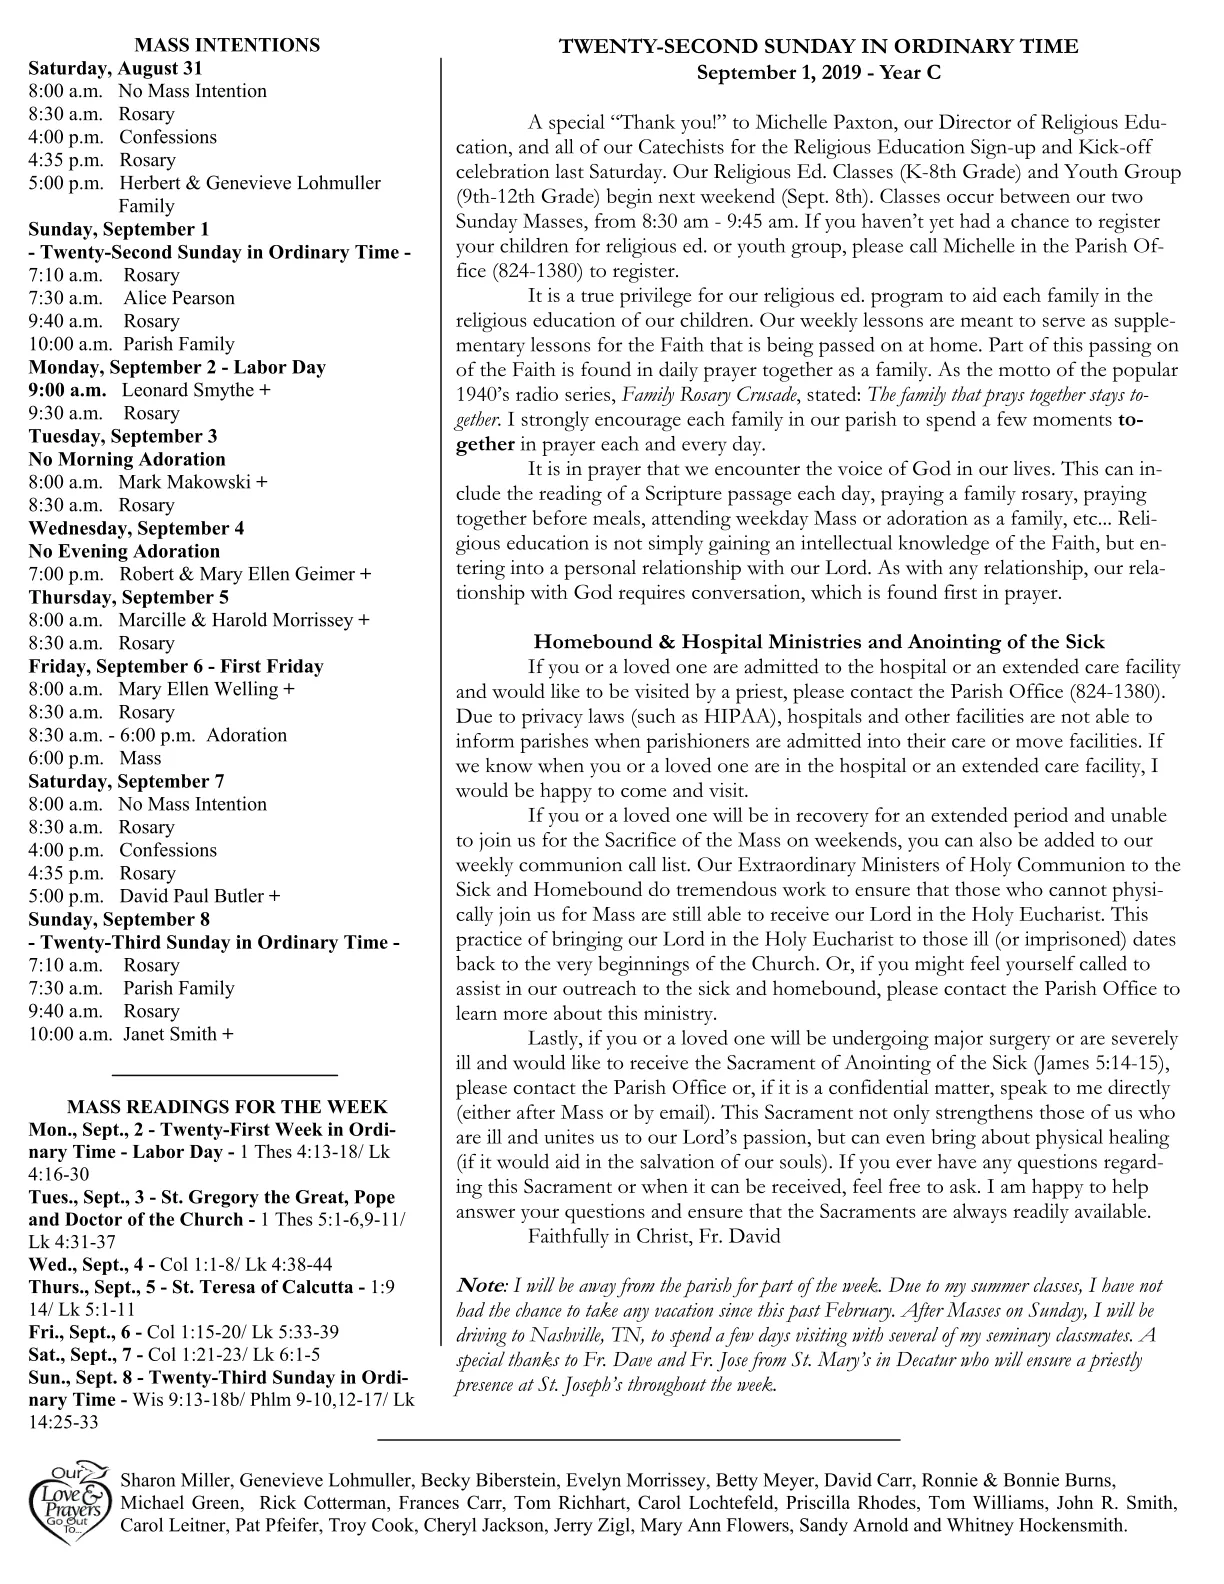 MASS INTENTIONS
Saturday, August 31
8:00 a.m. No Mass Intention
8:30 a.m. Rosary
4:00 p.m. Confessions
4:35 p.m. Rosary
5:00 p.m. Herbert & Genevieve Lohmuller
Family
Sunday, September 1
- Twenty-Second Sunday in Ordinary Time -
7:10 a.m. Rosary
7:30 a.m. Alice Pearson
9:40 a.m. Rosary
10:00 a.m. Parish Family
Monday, September 2 - Labor Day
9:00 a.m. Leonard Smythe +
9:30 a.m. Rosary
Tuesday, September 3
No Morning Adoration
8:00 a.m. Mark Makowski +
8:30 a.m. Rosary
Wednesday, September 4
No Evening Adoration
7:00 p.m. Robert & Mary Ellen Geimer +
Thursday, September 5
8:00 a.m. Marcille & Harold Morrissey +
8:30 a.m. Rosary
Friday, September 6 - First Friday
8:00 a.m. Mary Ellen Welling +
8:30 a.m. Rosary
8:30 a.m. - 6:00 p.m. Adoration
6:00 p.m. Mass
Saturday, September 7
8:00 a.m. No Mass Intention
8:30 a.m. Rosary
4:00 p.m. Confessions
4:35 p.m. Rosary
5:00 p.m. David Paul Butler +
Sunday, September 8
- Twenty-Third Sunday in Ordinary Time -
7:10 a.m. Rosary
7:30 a.m. Parish Family
9:40 a.m. Rosary
10:00 a.m. Janet Smith +
MASS READINGS FOR THE WEEK
Mon., Sept., 2 - Twenty-First Week in Ordi-
nary Time - Labor Day - 1 Thes 4:13-18/ Lk
4:16-30
Tues., Sept., 3 - St. Gregory the Great, Pope
and Doctor of the Church - 1 Thes 5:1-6,9-11/
Lk 4:31-37
Wed., Sept., 4 - Col 1:1-8/ Lk 4:38-44
Thurs., Sept., 5 - St. Teresa of Calcutta - 1:9
14/ Lk 5:1-11
Fri., Sept., 6 - Col 1:15-20/ Lk 5:33-39
Sat., Sept., 7 - Col 1:21-23/ Lk 6:1-5
Sun., Sept. 8 - Twenty-Third Sunday in Ordi-
nary Time - Wis 9:13-18b/ Phlm 9-10,12-17/ Lk
14:25-33
TWENTY-SECOND SUNDAY IN ORDINARY TIME
September 1, 2019 - Year C
A special “Thank you!” to Michelle Paxton, our Director of Religious Edu-
cation, and all of our Catechists for the Religious Education Sign-up and Kick-off
celebration last Saturday. Our Religious Ed. Classes (K-8th Grade) and Youth Group
(9th-12th Grade) begin next weekend (Sept. 8th). Classes occur between our two
Sunday Masses, from 8:30 am - 9:45 am. If you haven’t yet had a chance to register
your children for religious ed. or youth group, please call Michelle in the Parish Of-
fice (824-1380) to register.
It is a true privilege for our religious ed. program to aid each family in the
religious education of our children. Our weekly lessons are meant to serve as supple-
mentary lessons for the Faith that is being passed on at home. Part of this passing on
of the Faith is found in daily prayer together as a family. As the motto of the popular
1940’s radio series, Family Rosary Crusade, stated: The family that prays together stays to-
gether. I strongly encourage each family in our parish to spend a few moments to-
gether in prayer each and every day.
It is in prayer that we encounter the voice of God in our lives. This can in-
clude the reading of a Scripture passage each day, praying a family rosary, praying
together before meals, attending weekday Mass or adoration as a family, etc... Reli-
gious education is not simply gaining an intellectual knowledge of the Faith, but en-
tering into a personal relationship with our Lord. As with any relationship, our rela-
tionship with God requires conversation, which is found first in prayer.
Homebound & Hospital Ministries and Anointing of the Sick
If you or a loved one are admitted to the hospital or an extended care facility
and would like to be visited by a priest, please contact the Parish Office (824-1380).
Due to privacy laws (such as HIPAA), hospitals and other facilities are not able to
inform parishes when parishioners are admitted into their care or move facilities. If
we know when you or a loved one are in the hospital or an extended care facility, I
would be happy to come and visit.
If you or a loved one will be in recovery for an extended period and unable
to join us for the Sacrifice of the Mass on weekends, you can also be added to our
weekly communion call list. Our Extraordinary Ministers of Holy Communion to the
Sick and Homebound do tremendous work to ensure that those who cannot physi-
cally join us for Mass are still able to receive our Lord in the Holy Eucharist. This
practice of bringing our Lord in the Holy Eucharist to those ill (or imprisoned) dates
back to the very beginnings of the Church. Or, if you might feel yourself called to
assist in our outreach to the sick and homebound, please contact the Parish Office to
learn more about this ministry.
Lastly, if you or a loved one will be undergoing major surgery or are severely
ill and would like to receive the Sacrament of Anointing of the Sick (James 5:14-15),
please contact the Parish Office or, if it is a confidential matter, speak to me directly
(either after Mass or by email). This Sacrament not only strengthens those of us who
are ill and unites us to our Lord’s passion, but can even bring about physical healing
(if it would aid in the salvation of our souls). If you ever have any questions regard-
ing this Sacrament or when it can be received, feel free to ask. I am happy to help
answer your questions and ensure that the Sacraments are always readily available.
Faithfully in Christ, Fr. David
Note: I will be away from the parish for part of the week. Due to my summer classes, I have not
had the chance to take any vacation since this past February. After Masses on Sunday, I will be
driving to Nashville, TN, to spend a few days visiting with several of my seminary classmates. A
special thanks to Fr. Dave and Fr. Jose from St. Mary’s in Decatur who will ensure a priestly
presence at St. Joseph’s throughout the week.
Our
Love &
Prayers
Go Out
To...
Sharon Miller, Genevieve Lohmuller, Becky Biberstein, Evelyn Morrissey, Betty Meyer, David Carr, Ronnie & Bonnie Burns,
Michael Green, Rick Cotterman, Frances Carr, Tom Richhart, Carol Lochtefeld, Priscilla Rhodes, Tom Williams, John R. Smith,
Carol Leitner, Pat Pfeifer, Troy Cook, Cheryl Jackson, Jerry Zigl, Mary Ann Flowers, Sandy Arnold and Whitney Hockensmith.